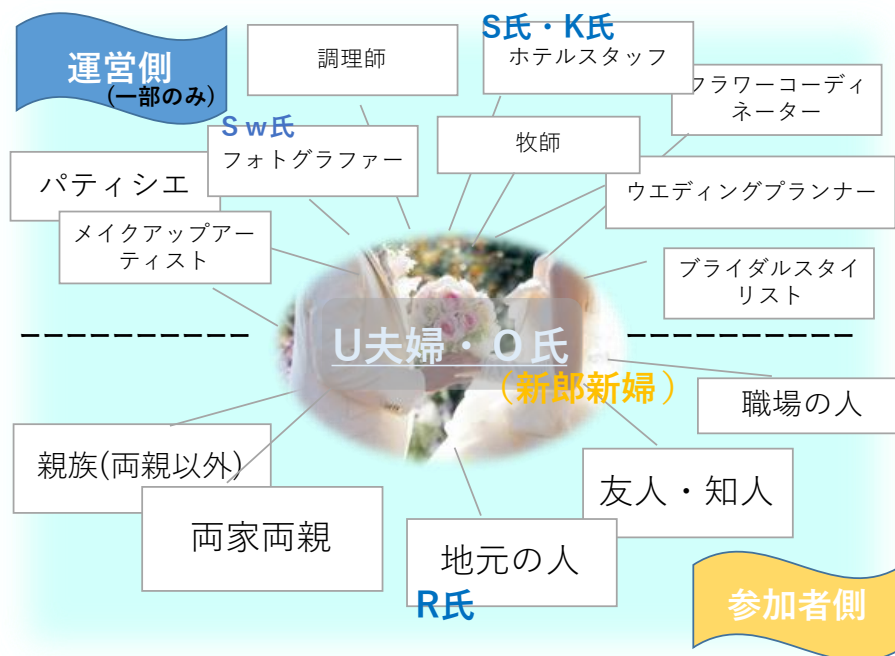 運営側
(一部のみ)
調理師
S氏・K氏
ホテルスタッフ
フラワーコーディ
ネーター
Sw氏
フォトグラファー
牧師
パティシエ
ウエディングプランナー
メイクアップアー
ティスト
ブライダルスタイ
リスト
U夫婦・O氏
(新郎新婦)
職場の人
親族(両親以外)
友人・知人
両家両親
地元の人
R氏
参加者側